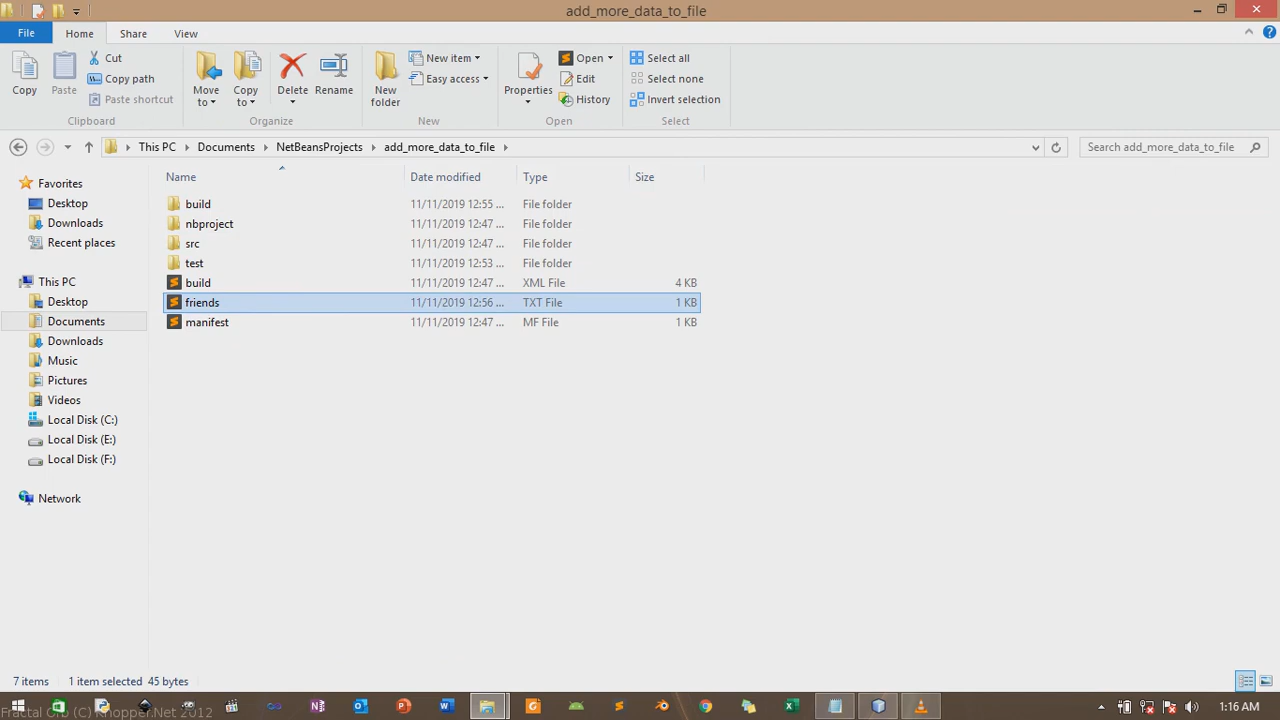 add_more_data_to_file
File Home Share View
Copy Paste Cut Copy path Paste shortcut Move to Copy to Delete Rename New folder New item Easy access Properties Open Edit History Select all Select none Invert selection
Clipboard Organize New Open Select
This PC Documents NetBeansProjects add_more_data_to_file Search add_more_data_to_file
Name Date modified Type Size
Favorites
Desktop
Downloads
Recent places
This PC
Desktop
Documents
Downloads
Music
Pictures
Videos
Local Disk (C:)
Local Disk (E:)
Local Disk (F:)
Network
build 11/11/2019 12:55 ... File folder
nbproject 11/11/2019 12:47 ... File folder
src 11/11/2019 12:47 ... File folder
test 11/11/2019 12:53 ... File folder
build 11/11/2019 12:47 ... XML File 4 KB
friends 11/11/2019 12:56 ... TXT File 1 KB
manifest 11/11/2019 12:47 ... MF File 1 KB
7 items 1 item selected 45 bytes
Fractal Orb (C) Knopper.Net 2012
1:16 AM